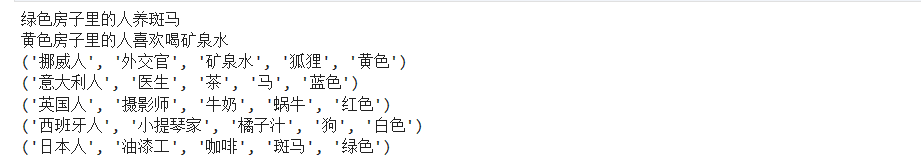 绿色房子里的人养斑马
黄色房子里的人喜欢喝矿泉水
('挪威人', '外交官', '矿泉水', '狐狸', '黄色')
('意大利人', '医生', '茶', '马', '蓝色')
('英国人', '摄影师', '牛奶', '蜗牛', '红色')
('西班牙人', '小提琴家', '橘子汁', '狗', '白色')
('日本人', '油漆工', '咖啡', '斑马', '绿色')